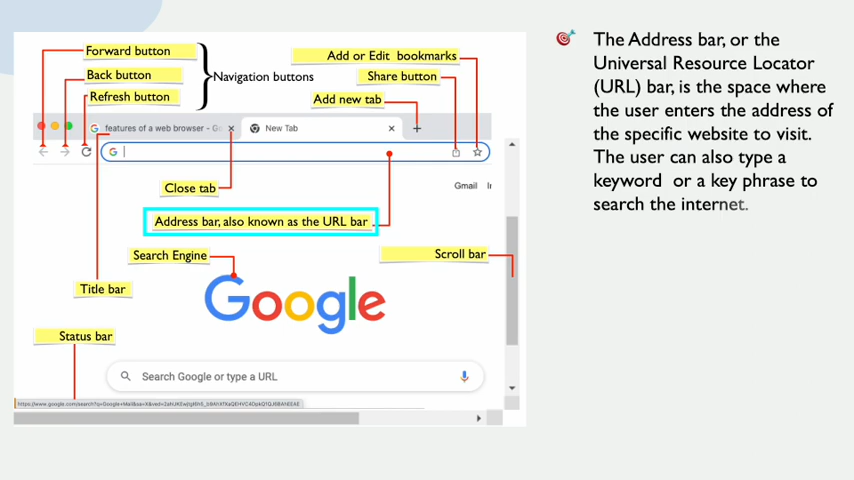 Forward button
Back button
Refresh button
Navigation buttons
Add or Edit bookmarks
Share button
Add new tab
features of a web browser - G
New Tab
Close tab
Gmail
Address bar, also known as the URL bar
Search Engine
Scroll bar
Google
Title bar
Status bar
Search Google or type a URL
The Address bar, or the
Universal Resource Locator
(URL) bar, is the space where
the user enters the address of
the specific website to visit.
The user can also type a
keyword or a key phrase to
search the internet.